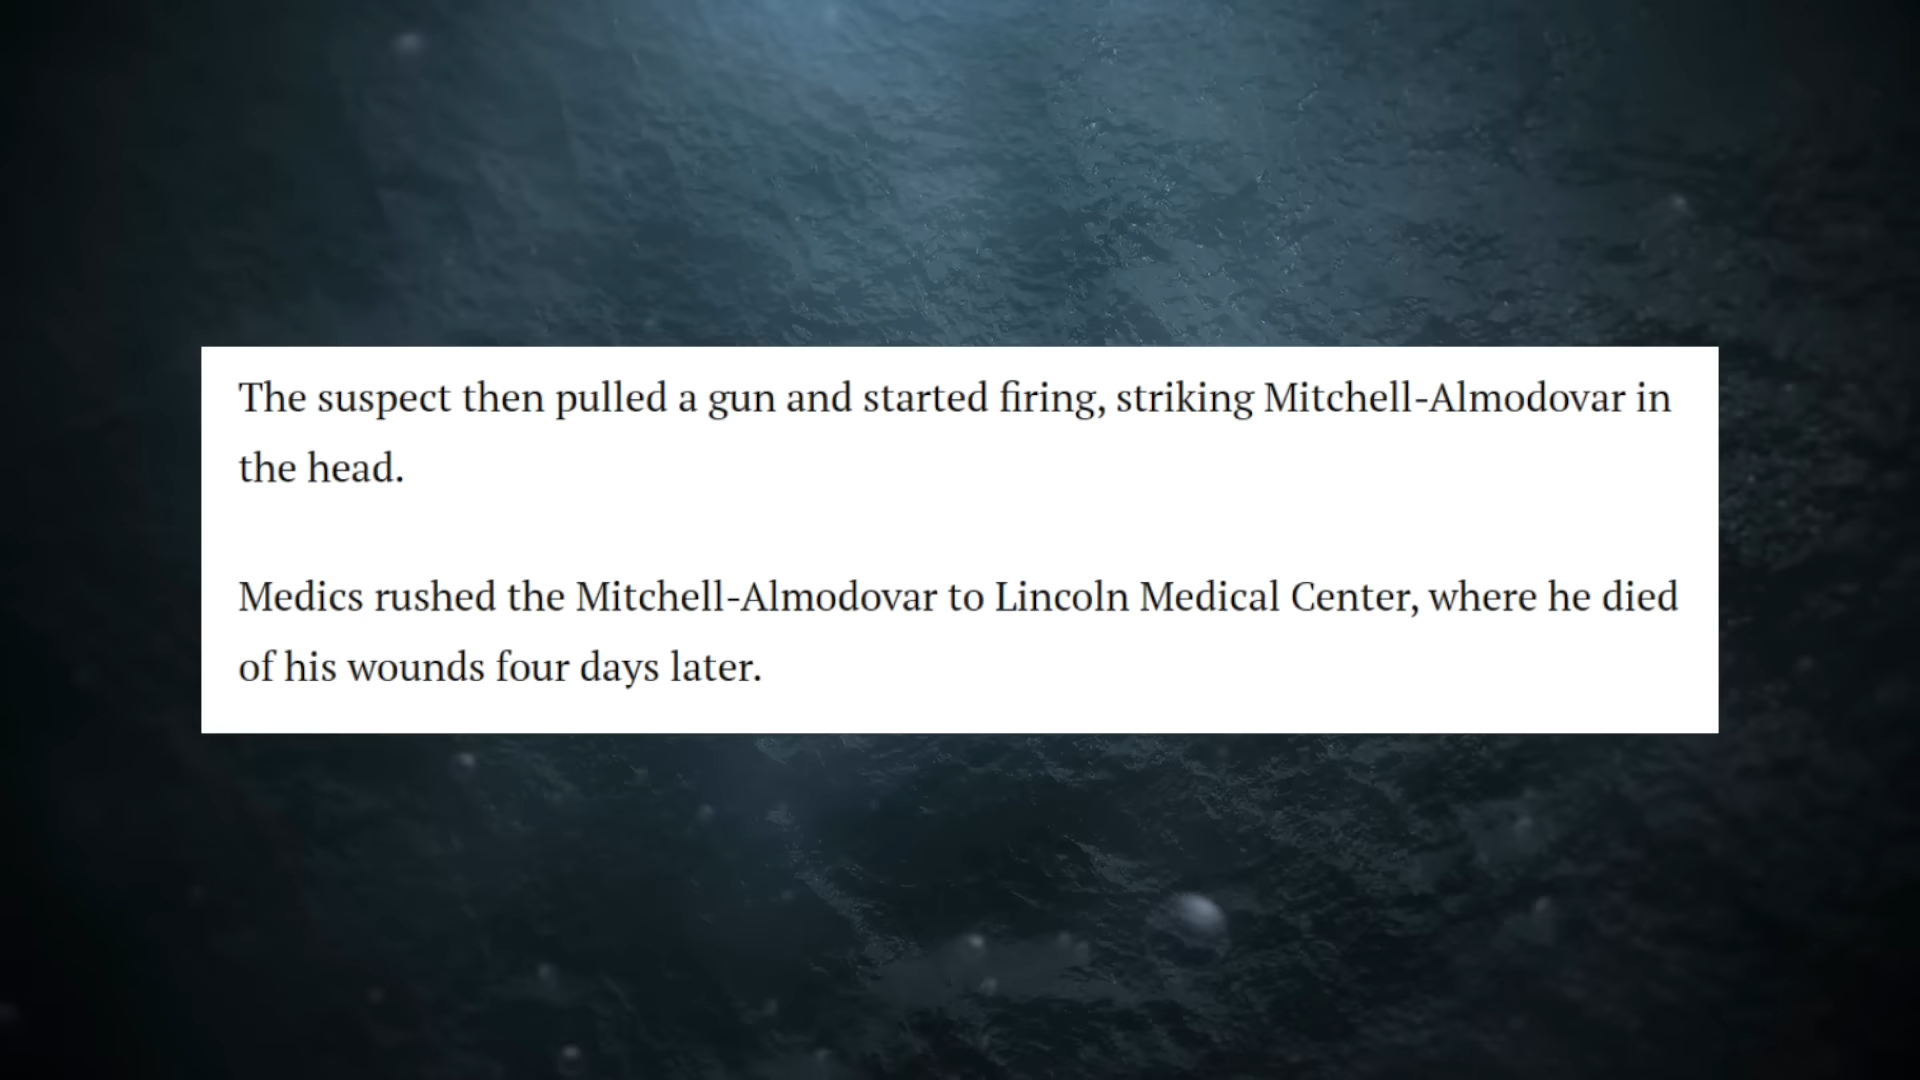 The suspect then pulled a gun and started firing, striking Mitchell-Almodovar in
the head.
Medics rushed the Mitchell-Almodovar to Lincoln Medical Center, where he died
of his wounds four days later.